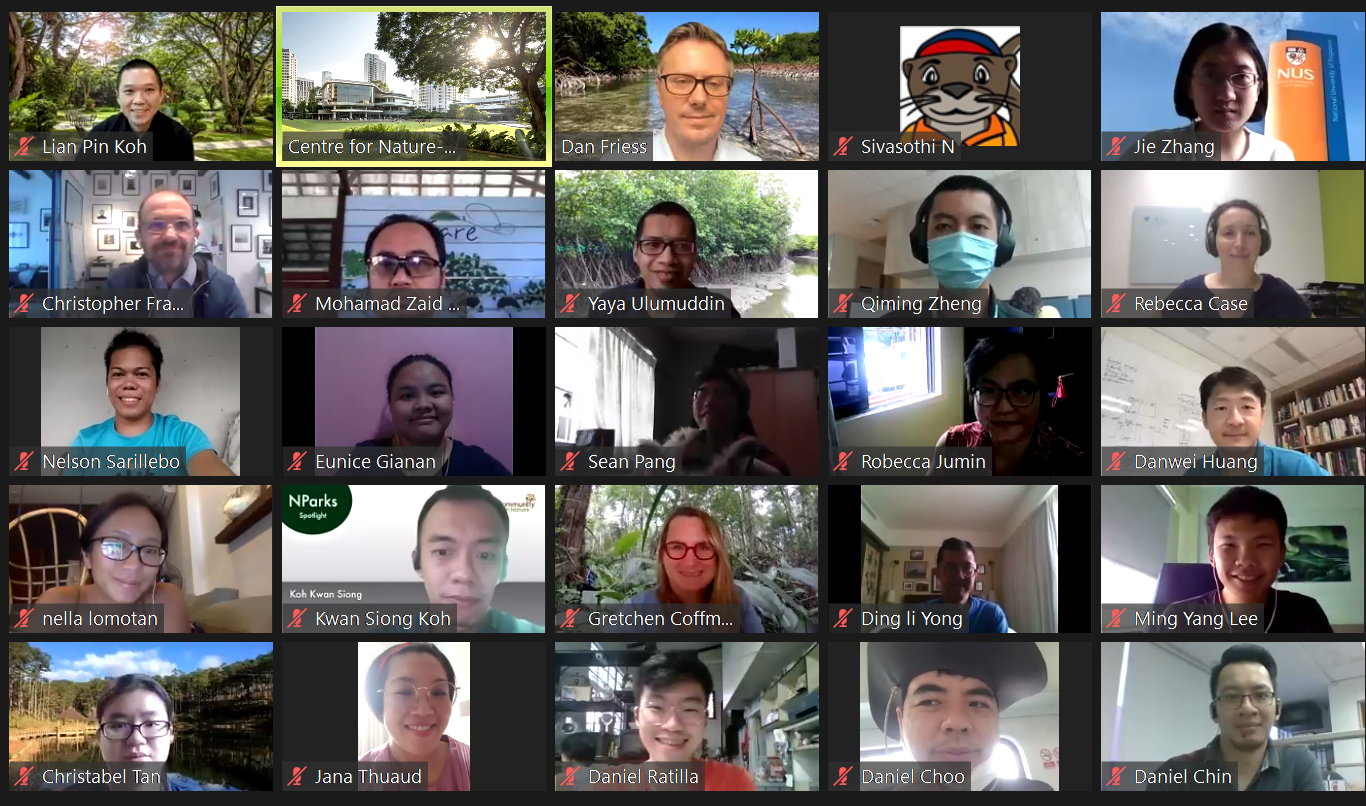 Lian Pin Koh
Centre for Nature-...
Dan Friess
Sivasothi N
NUS
National University of Singapore
Jie Zhang
Christopher Fra...
are
Mohamad Zaid ...
Yaya Ulumuddin
Qiming Zheng
Rebecca Case
Nelson Sarillebo
Eunice Gianan
Sean Pang
Robecca Jumin
Danwei Huang
nella lomotan
NParks
Spotlight
Koh Kwan Siong
Kwan Siong Koh
Gretchen Coffm...
Ding li Yong
Ming Yang Lee
Christabel Tan
Jana Thuaud
Daniel Ratilla
Daniel Choo
Daniel Chin